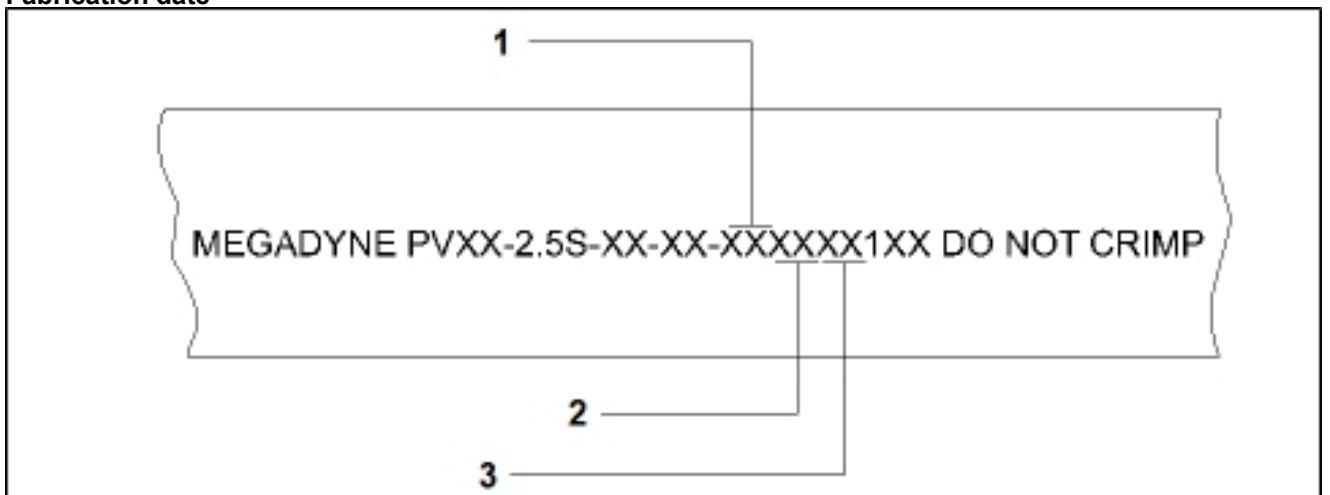 Fabrication date
1
MEGADYNE PVXX-2.5S-XX-XX-XXXXXX1XX DO NOT CRIMP
2
3